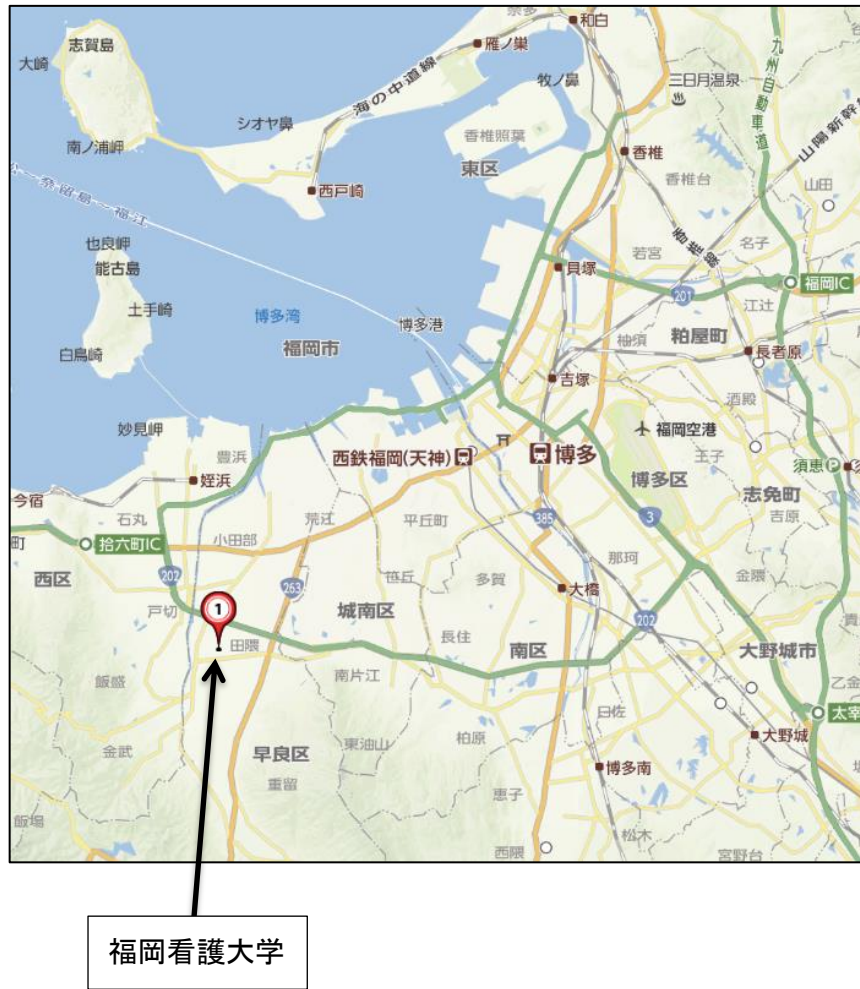 奈多
和白
志賀島
大崎
雁ノ巣
海の中道線
牧ノ鼻
三日月温泉
九州自動車道
シオヤ鼻
香椎照葉
山陽新幹
南ノ浦岬
香椎
東区
西戸崎
香椎台
山田
奈留島〜福江
香椎線
也良岬
若宮
名子
能古島
貝塚
福岡IC
土手崎
201
江辻
博多湾
博多港
福岡市
柚須
粕屋町
白鳥崎
長者原
吉塚
酒殿
妙見岬
豊浜
西鉄福岡(天神)
博多
福岡空港
王子
須恵
P
姪浜
博多区
志免町
今宿
石丸
荒江
平丘町
385
3
吉原
小田部
町
拾六町IC
那珂
西区
202
263
笹丘
多賀
金隈
大橋
戸切
1
城南区
202
田隈
長住
南区
大野城市
南片江
乙金
飯盛
太宰
日佐
金武
早良区
東油山
柏原
大野城
重留
博多南
恵子
飯場
松木
西隈
宮野台
福岡看護大学